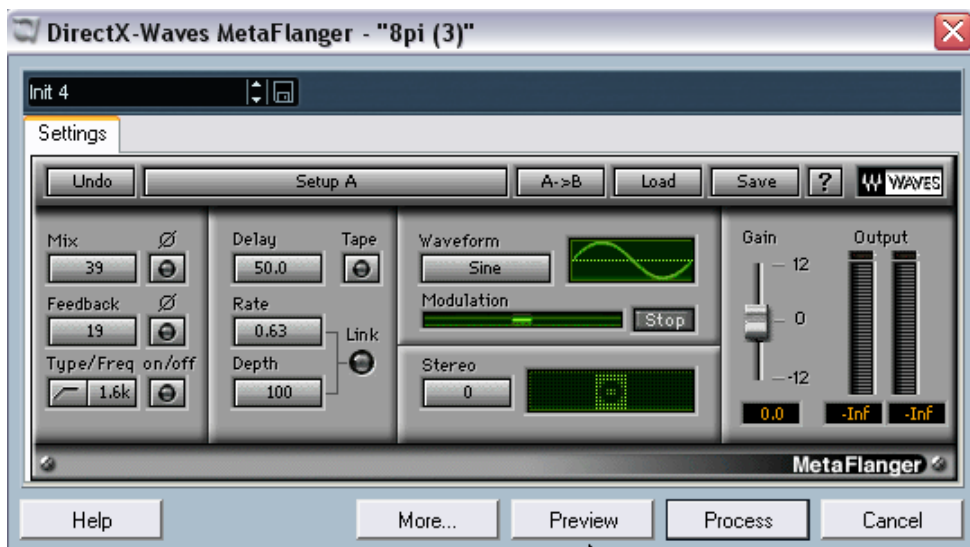 DirectX-Waves MetaFlanger - "8pi (3)"
Init 4
Settings
Undo Setup A A->B Load Save ? WAVES
Mix Ø Delay Tape Waveform Gain Output
39 50.0 Sine 12
Feedback Ø Rate Modulation
19 0.63 Link Stop 0
Type/Freq on/off Depth Stereo
1.6k 100 0 -12
0.0 -Inf -Inf
MetaFlanger
Help More... Preview Process Cancel